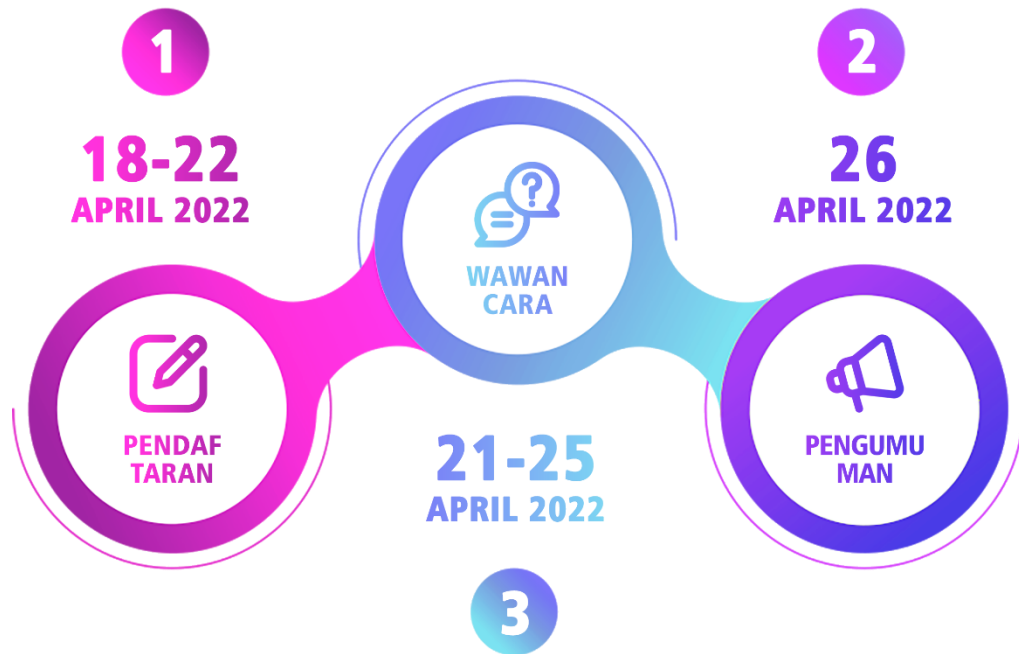 1
18-22
APRIL 2022
PENDAF
TARAN
WAWAN
CARA
21-25
APRIL 2022
3
2
26
APRIL 2022
PENGUMU
MAN